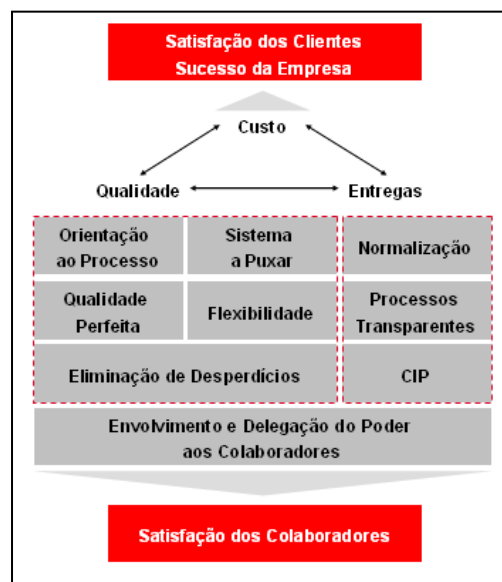 Satisfação dos Clientes
Sucesso da Empresa
Custo
Qualidade
Entregas
Orientação
ao Processo
Sistema
a Puxar
Normalização
Qualidade
Perfeita
Flexibilidade
Processos
Transparentes
Eliminação de Desperdícios
CIP
Envolvimento e Delegação do Poder
aos Colaboradores
Satisfação dos Colaboradores